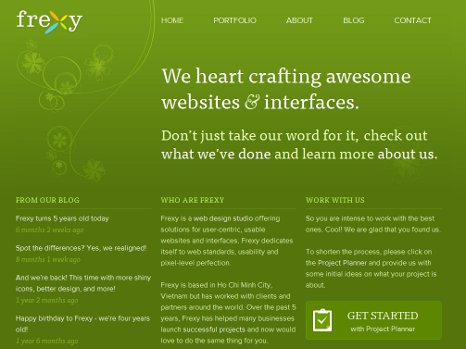 frexy
HOME PORTFOLIO ABOUT BLOG CONTACT
We heart crafting awesome
websites & interfaces.
Don't just take our word for it, check out
what we've done and learn more about us.
FROM OUR BLOG
Frexy turns 5 years old today
6 months 2 weeks ago
Spot the differences? Yes, we realigned!
8 months 1 week ago
And we're back! This time with more shiny
icons, better design, and more!
1 year 2 months ago
Happy birthday to Frexy - we're four years
old!
1 year 6 months ago
WHO ARE FREXY
Frexy is a web design studio offering
solutions for user-centric, usable
websites and interfaces. Frexy dedicates
itself to web standards, usability and
pixel-level perfection.
Frexy is based in Ho Chi Minh City,
Vietnam but has worked with clients and
partners around the world. Over the past 5
years, Frexy has helped many businesses
launch successful projects and now would
love to do the same thing for you.
WORK WITH US
So you are intense to work with the best
ones. Cool! We are glad that you found us.
To shorten the process, please click on
the Project Planner and provide us with
some initial ideas on what your project is
about.
GET STARTED
with Project Planner